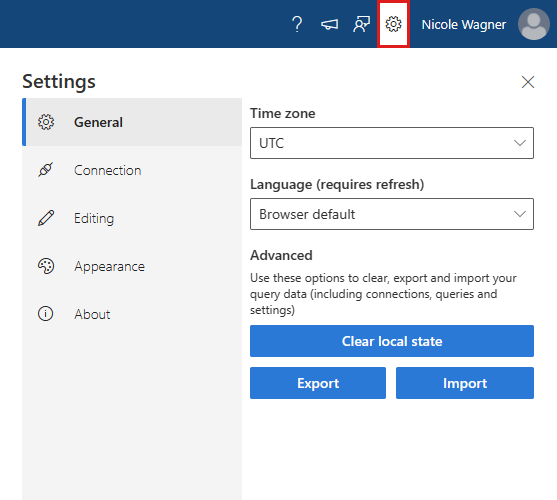 Nicole Wagner
Settings
General
Connection
Editing
Appearance
About
Time zone
UTC
Language (requires refresh)
Browser default
Advanced
Use these options to clear, export and import your
query data (including connections, queries and
settings)
Clear local state
Export
Import